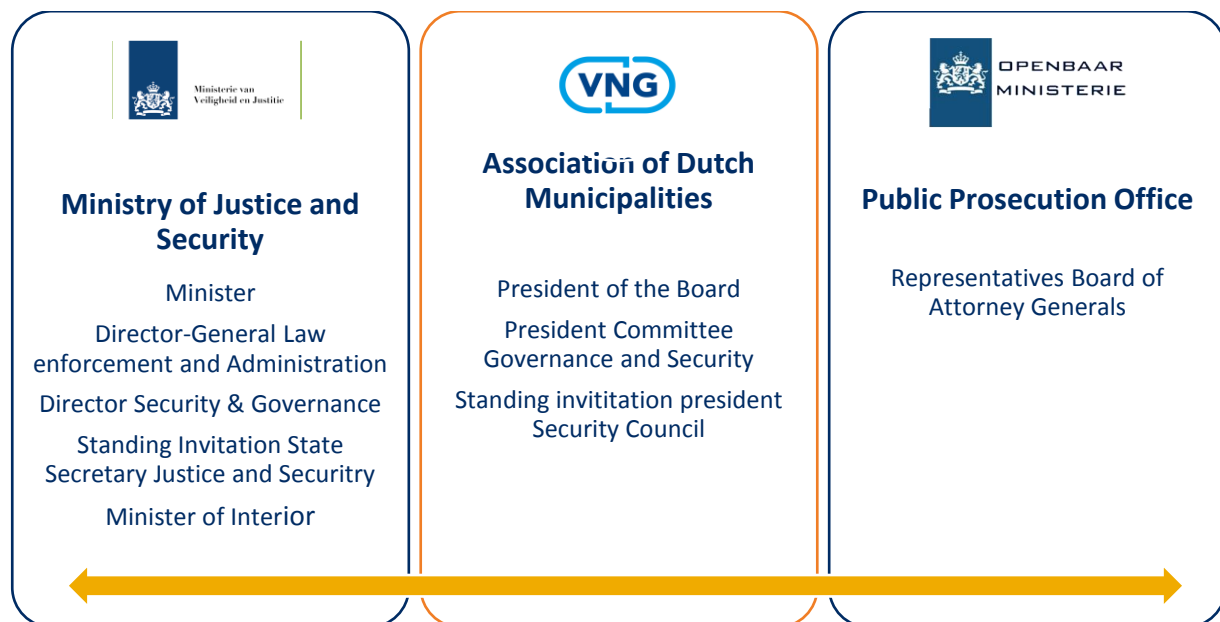 Ministerie van
Veiligheid en Justitie
Ministry of Justice and
Security
Minister
Director-General Law
enforcement and Administration
Director Security & Governance
Standing Invitation State
Secretary Justice and Securitry
Minister of Interior
VNG
Association of Dutch
Municipalities
President of the Board
President Committee
Governance and Security
Standing invititation president
Security Council
OPENBAAR
MINISTERIE
Public Prosecution Office
Representatives Board of
Attorney Generals